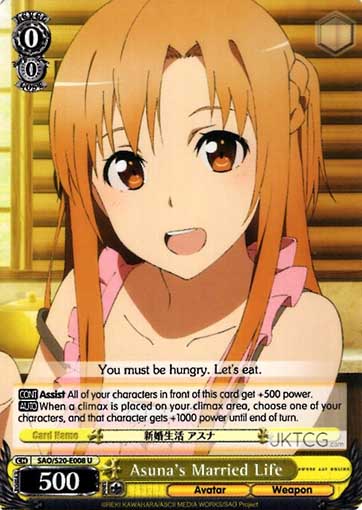 0
0
You must be hungry. Let's eat.
CONT Assist All of your characters in front of this card get +500 power.
AUTO When a climax is placed on your climax area, choose one of your
characters, and that character gets +1000 power until end of turn.
Card Name 新婚生活 アスナ
UKTCG.com
CH SAO/S20-E008 U
Asuna's Married Life
500
Avatar Weapon
©REKI KAWAHARA/ASCII MEDIA WORKS/SAO Project